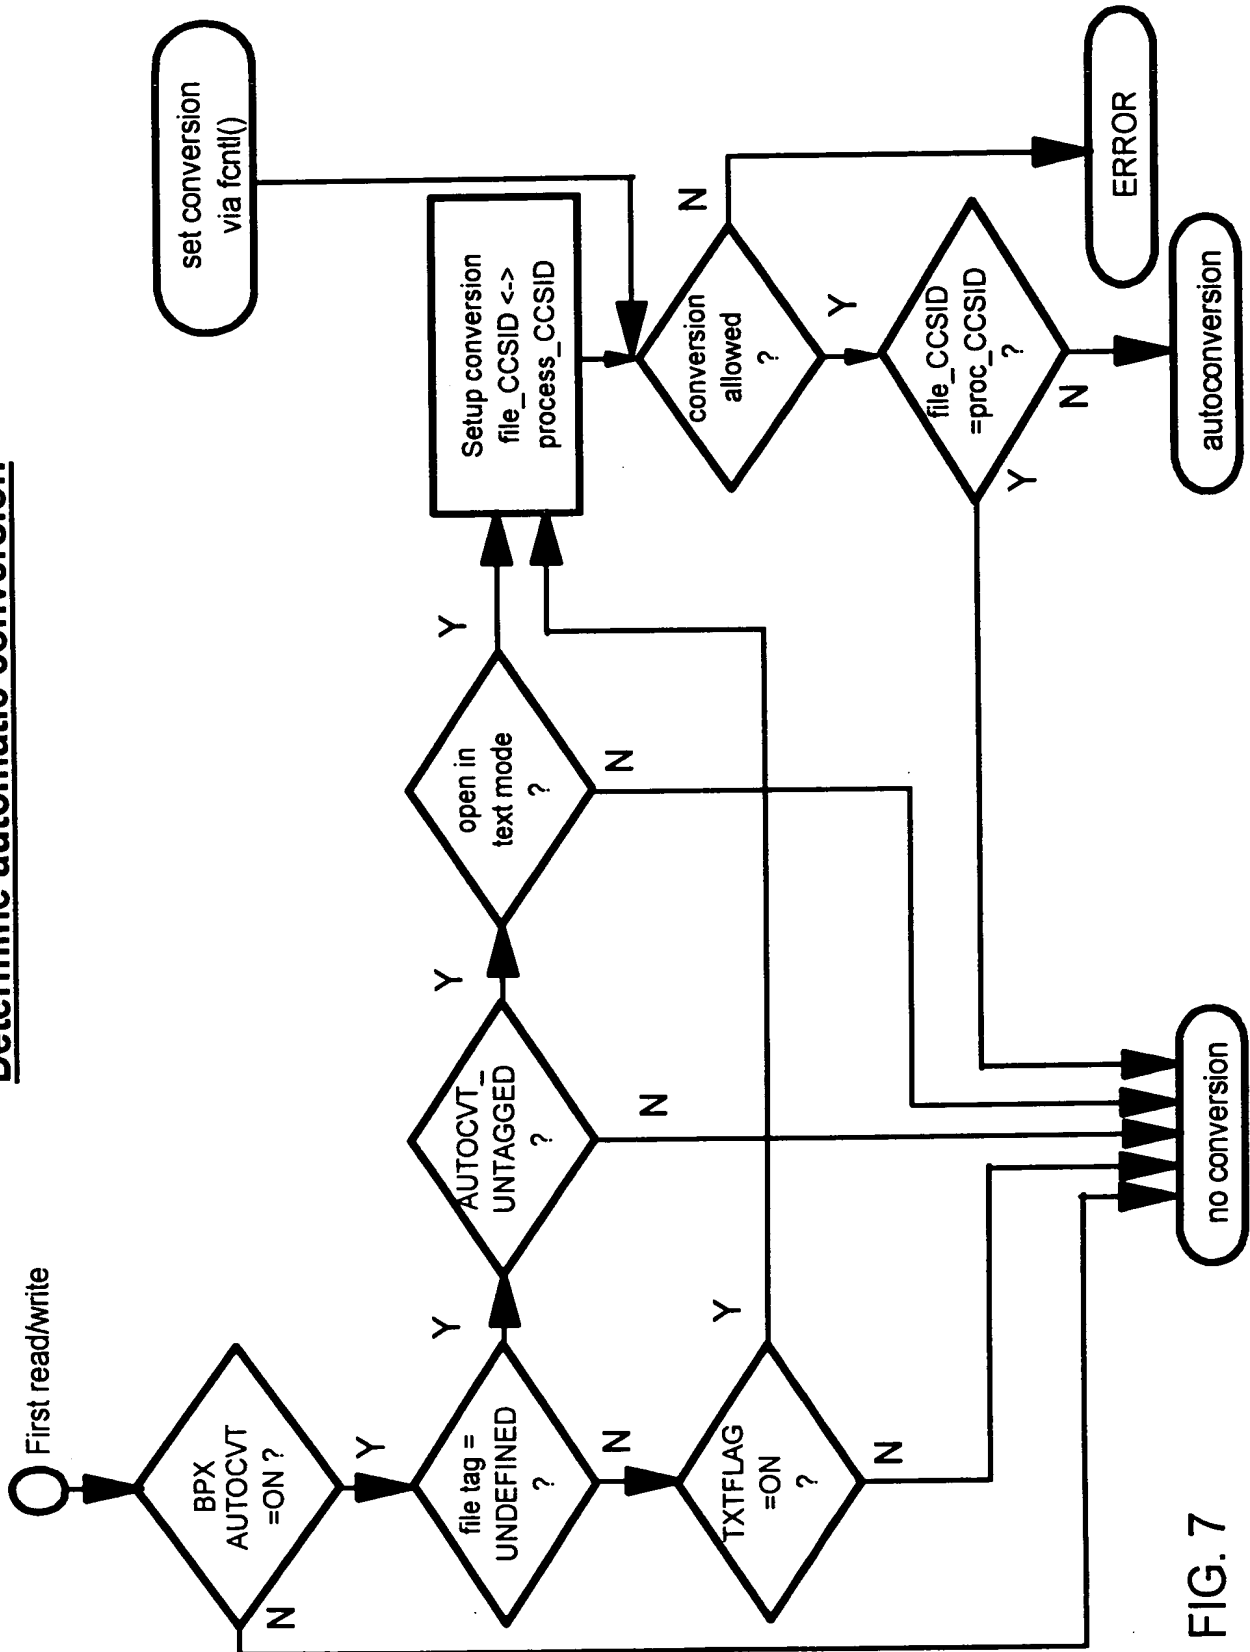 Determine automatic conversion
First read/write
BPX
AUTOCVT
=ON ?
N
Y
file tag =
UNDEFINED
?
Y
N
AUTOCVT_
UNTAGGED
?
Y
N
open in
text mode
?
Y
N
TXTFLAG
=ON
?
Y
N
Setup conversion
file_CCSID <->
process_CCSID
set conversion
via fcntl()
conversion
allowed
?
N
Y
file_CCSID
=proc_CCSID
?
Y
N
no conversion
autoconversion
ERROR
FIG. 7